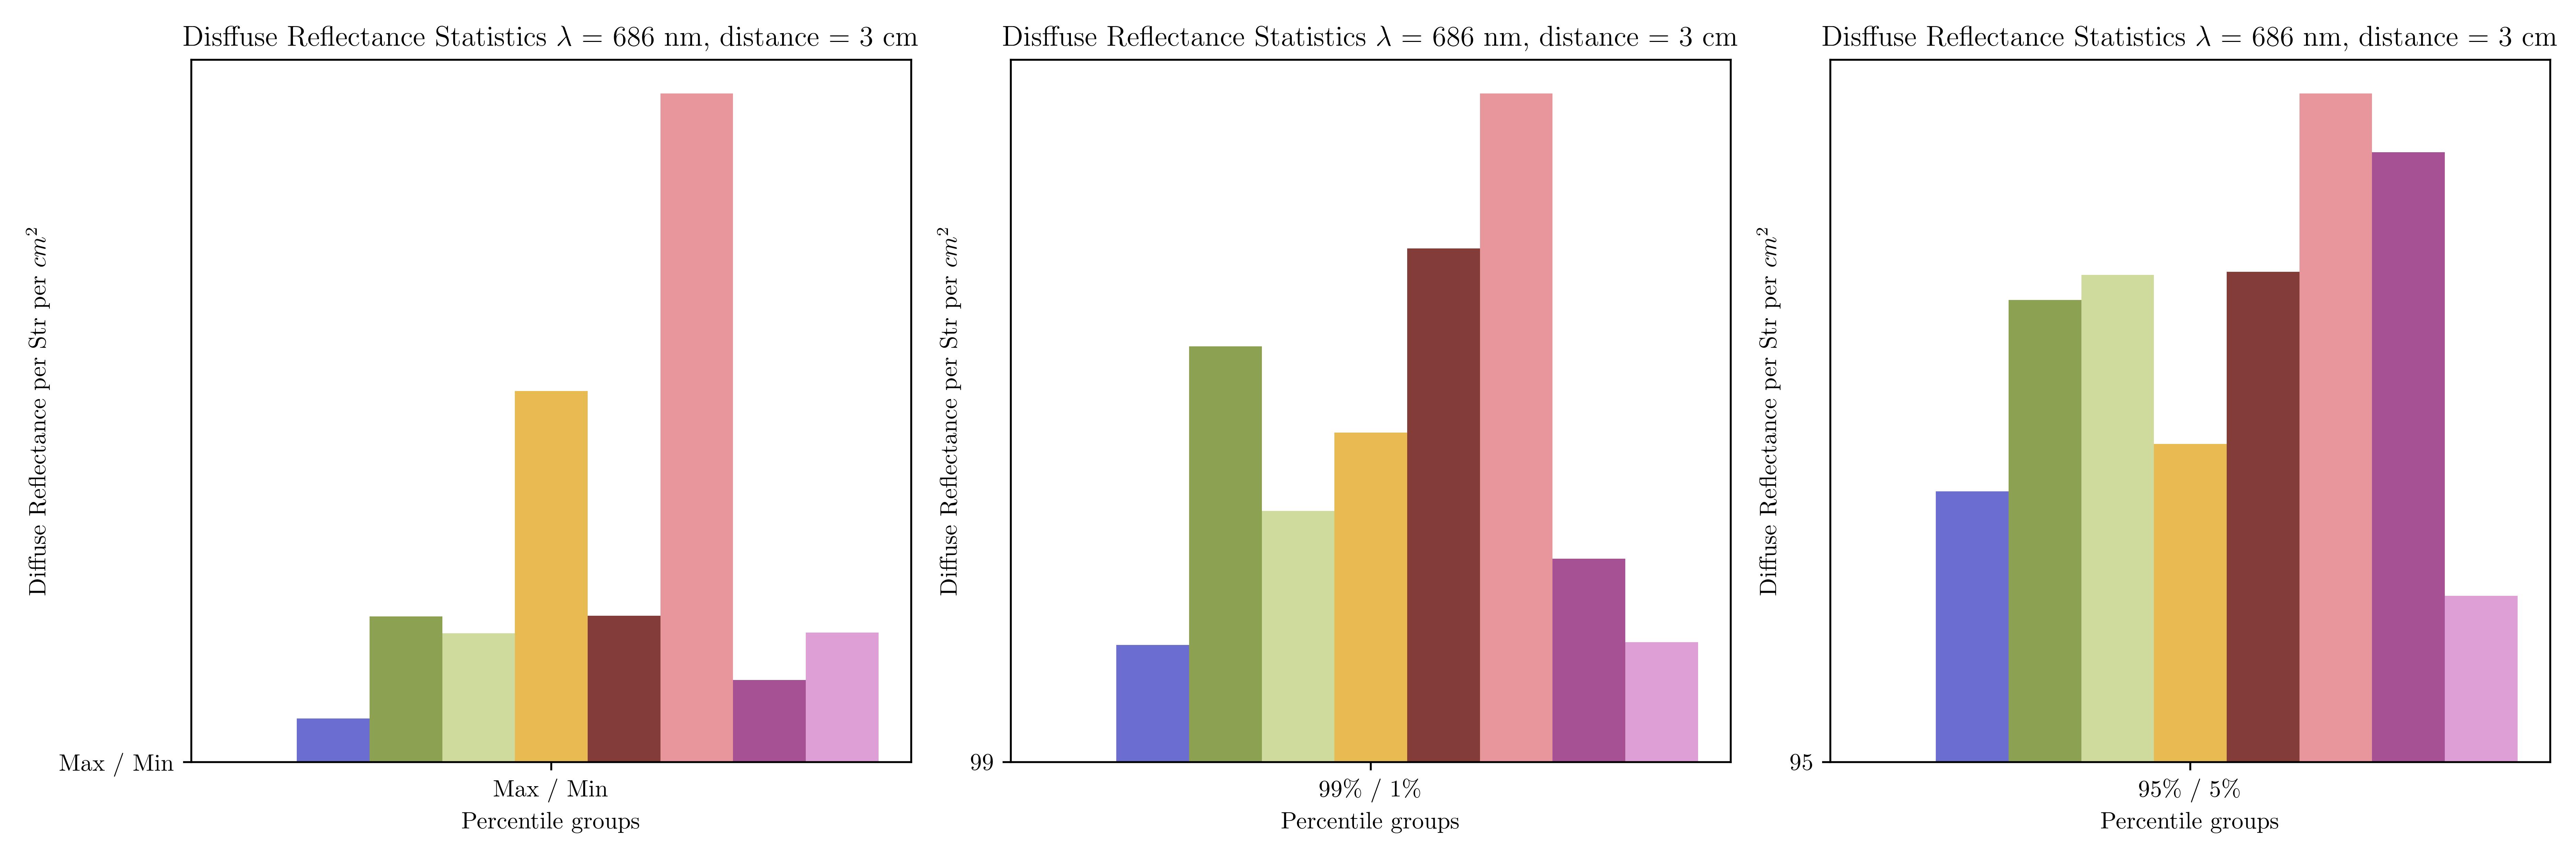 Disffuse Reflectance Statistics λ = 686 nm, distance = 3 cm
Diffuse Reflectance per Str per cm²
Max / Min
Max / Min
Percentile groups
Disffuse Reflectance Statistics λ = 686 nm, distance = 3 cm
Diffuse Reflectance per Str per cm²
99
99% / 1%
Percentile groups
Disffuse Reflectance Statistics λ = 686 nm, distance = 3 cm
Diffuse Reflectance per Str per cm²
95
95% / 5%
Percentile groups